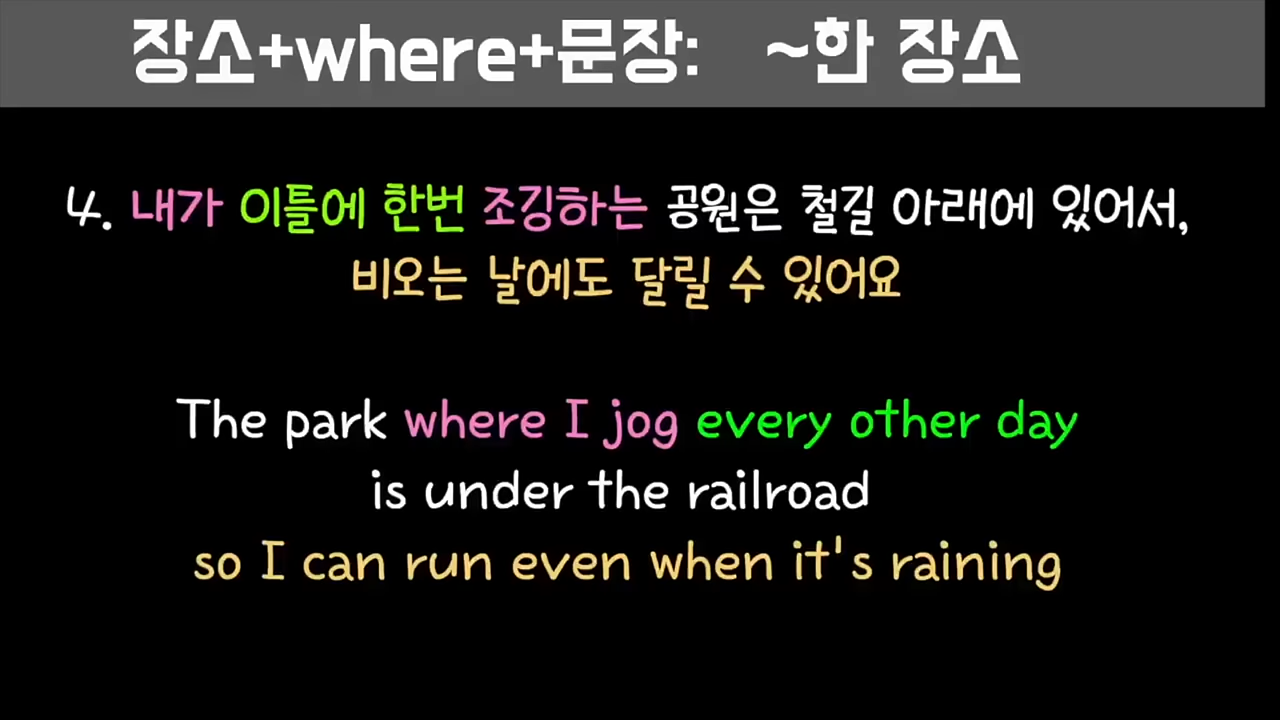 장소+where+문장: ~한 장소
4. 내가 이틀에 한번 조깅하는 공원은 철길 아래에 있어서,
비오는 날에도 달릴 수 있어요
The park where I jog every other day
is under the railroad
so I can run even when it's raining